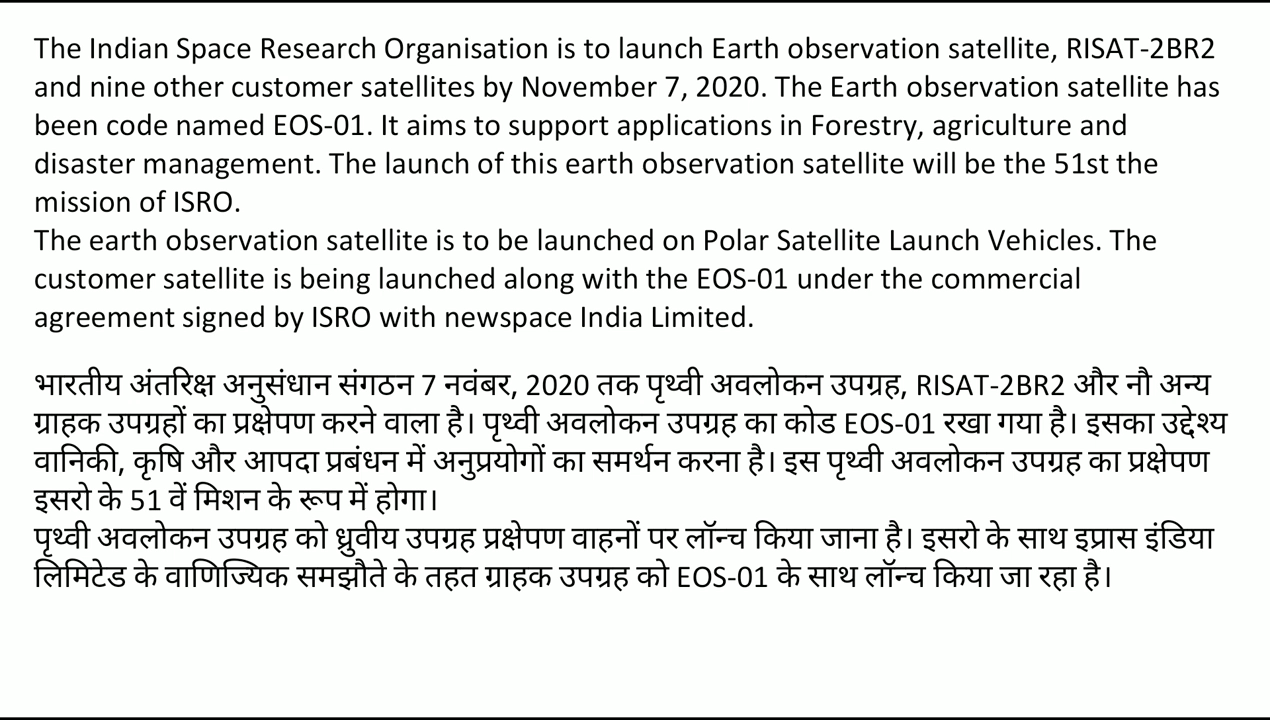 The Indian Space Research Organisation is to launch Earth observation satellite, RISAT-2BR2
and nine other customer satellites by November 7, 2020. The Earth observation satellite has
been code named EOS-01. It aims to support applications in Forestry, agriculture and
disaster management. The launch of this earth observation satellite will be the 51st the
mission of ISRO.
The earth observation satellite is to be launched on Polar Satellite Launch Vehicles. The
customer satellite is being launched along with the EOS-01 under the commercial
agreement signed by ISRO with newspace India Limited.
भारतीय अंतरिक्ष अनुसंधान संगठन 7 नवंबर, 2020 तक पृथ्वी अवलोकन उपग्रह, RISAT-2BR2 और नौ अन्य
ग्राहक उपग्रहों का प्रक्षेपण करने वाला है। पृथ्वी अवलोकन उपग्रह का कोड EOS-01 रखा गया है। इसका उद्देश्य
वानिकी, कृषि और आपदा प्रबंधन में अनुप्रयोगों का समर्थन करना है। इस पृथ्वी अवलोकन उपग्रह का प्रक्षेपण
इसरो के 51 वें मिशन के रूप में होगा।
पृथ्वी अवलोकन उपग्रह को ध्रुवीय उपग्रह प्रक्षेपण वाहनों पर लॉन्च किया जाना है। इसरो के साथ इप्रास इंडिया
लिमिटेड के वाणिज्यिक समझौते के तहत ग्राहक उपग्रह को EOS-01 के साथ लॉन्च किया जा रहा है।